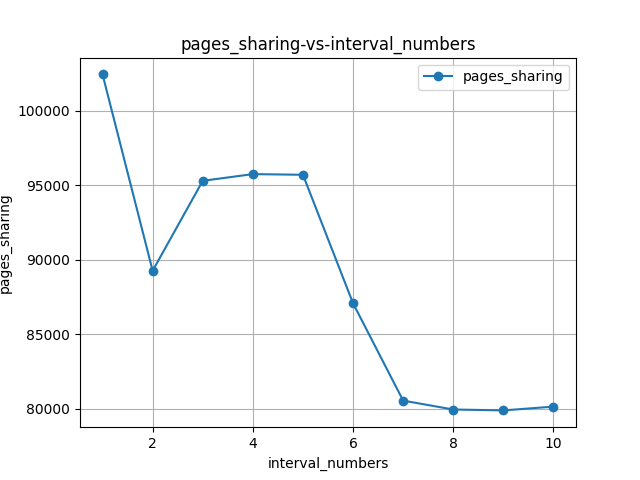 pages_sharing-vs-interval_numbers
pages_sharing
100000
95000
90000
85000
80000
pages_sharing
2
4
6
8
10
interval_numbers